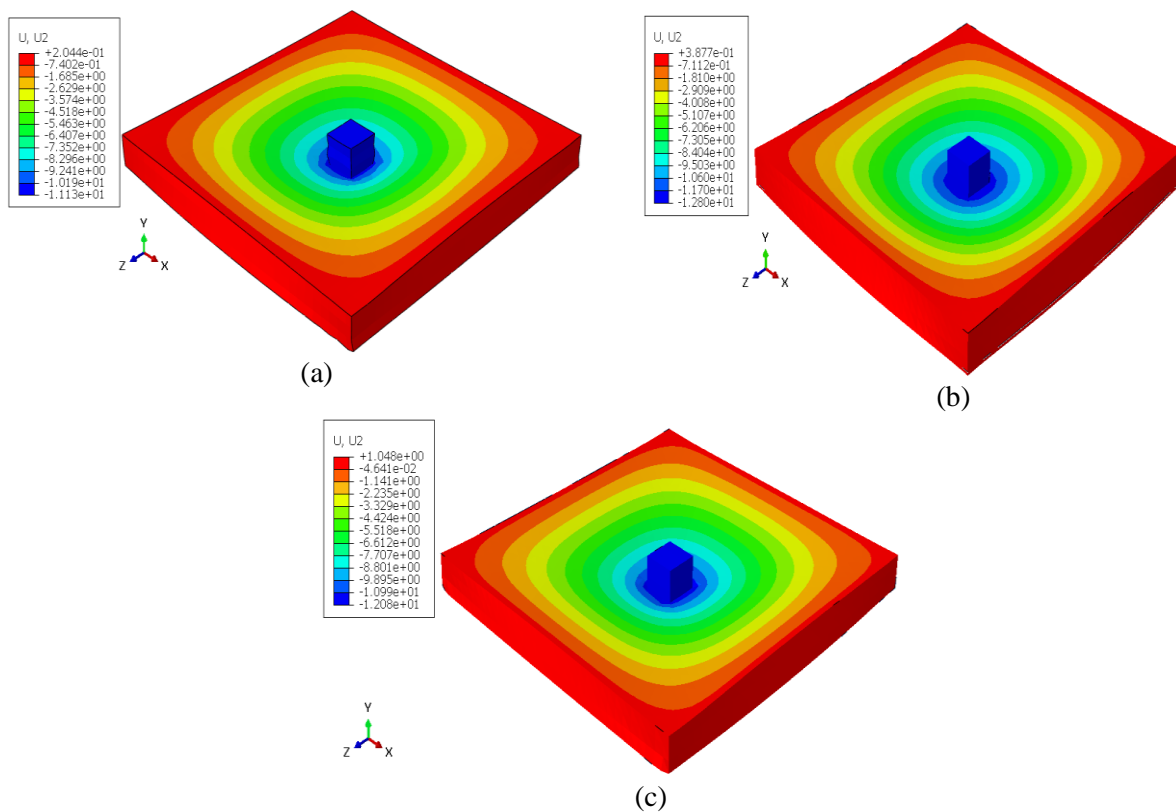 U, U2
+2.044e-01
-7.402e-01
-1.685e+00
-2.629e+00
-3.574e+00
-4.518e+00
-5.463e+00
-6.407e+00
-7.352e+00
-8.296e+00
-9.241e+00
-1.019e+01
-1.113e+01
Y
Z
X
(a)
U, U2
+3.877e-01
-7.112e-01
-1.810e+00
-2.909e+00
-4.008e+00
-5.107e+00
-6.206e+00
-7.305e+00
-8.404e+00
-9.503e+00
-1.060e+01
-1.170e+01
-1.280e+01
Y
Z
X
(b)
U, U2
+1.048e+00
-4.641e-02
-1.141e+00
-2.235e+00
-3.329e+00
-4.424e+00
-5.518e+00
-6.612e+00
-7.707e+00
-8.801e+00
-9.895e+00
-1.099e+01
-1.208e+01
Y
Z
X
(c)